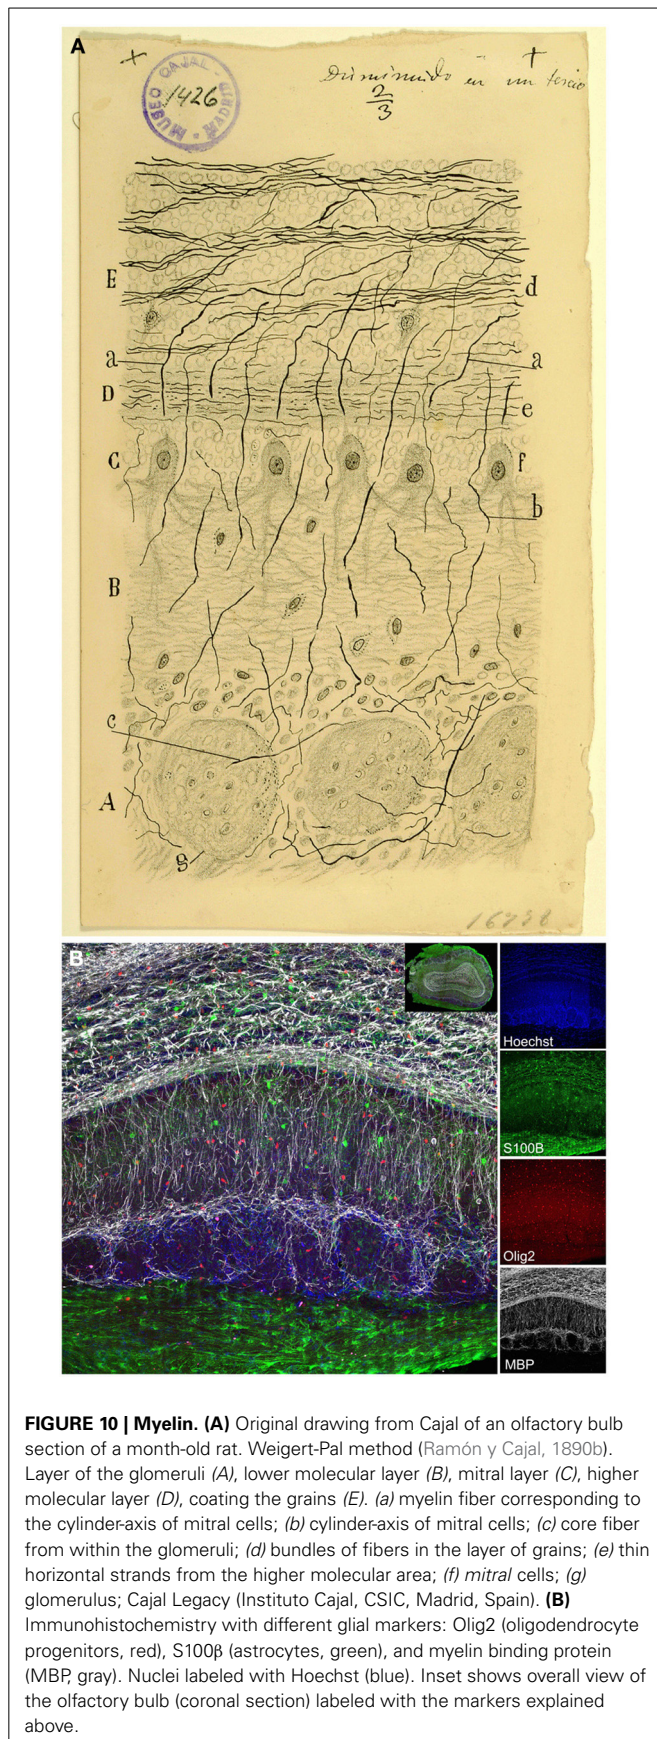 A
MUSEO CAJAL - MADRID
1426
Disminuido en un tercio
2
3
E
d
a
a
D
e
C
f
b
B
c
A
g
16738
B
Hoechst
S100B
Olig2
MBP
FIGURE 10 | Myelin. (A) Original drawing from Cajal of an olfactory bulb
section of a month-old rat. Weigert-Pal method (Ramón y Cajal, 1890b).
Layer of the glomeruli (A), lower molecular layer (B), mitral layer (C), higher
molecular layer (D), coating the grains (E). (a) myelin fiber corresponding to
the cylinder-axis of mitral cells; (b) cylinder-axis of mitral cells; (c) core fiber
from within the glomeruli; (d) bundles of fibers in the layer of grains; (e) thin
horizontal strands from the higher molecular area; (f) mitral cells; (g)
glomerulus; Cajal Legacy (Instituto Cajal, CSIC, Madrid, Spain). (B)
Immunohistochemistry with different glial markers: Olig2 (oligodendrocyte
progenitors, red), S100β (astrocytes, green), and myelin binding protein
(MBP, gray). Nuclei labeled with Hoechst (blue). Inset shows overall view of
the olfactory bulb (coronal section) labeled with the markers explained
above.